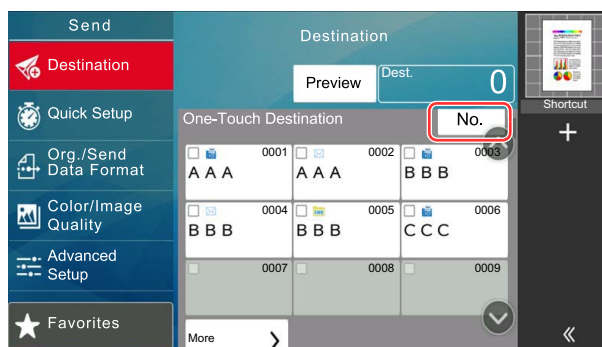 Send
Destination
Quick Setup
Org./Send
Data Format
Color/Image
Quality
Advanced
Setup
Favorites
Destination
Preview
Dest.
0
One-Touch Destination
No.
0001
AAA
0002
AAA
0003
BBB
0004
BBB
0005
BBB
0006
CCC
0007
0008
0009
More
Shortcut